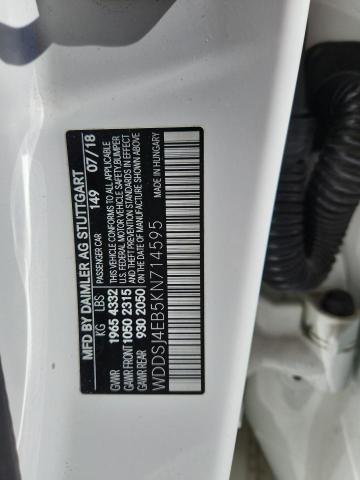 MFD BY DAIMLER AG STUTTGART
PASSENGER CAR 149 07/18
KG LBS THIS VEHICLE CONFORMS TO ALL APPLICABLE
GVWR 1965 4332 U.S. FEDERAL MOTOR VEHICLE SAFETY,BUMPER
GAWR FRONT 1050 2315 AND THEFT PREVENTION STANDARDS IN EFFECT
GAWR REAR 930 2050 ON THE DATE OF MANUFACTURE SHOWN ABOVE
WDDSJ4EB5KN714595 MADE IN HUNGARY